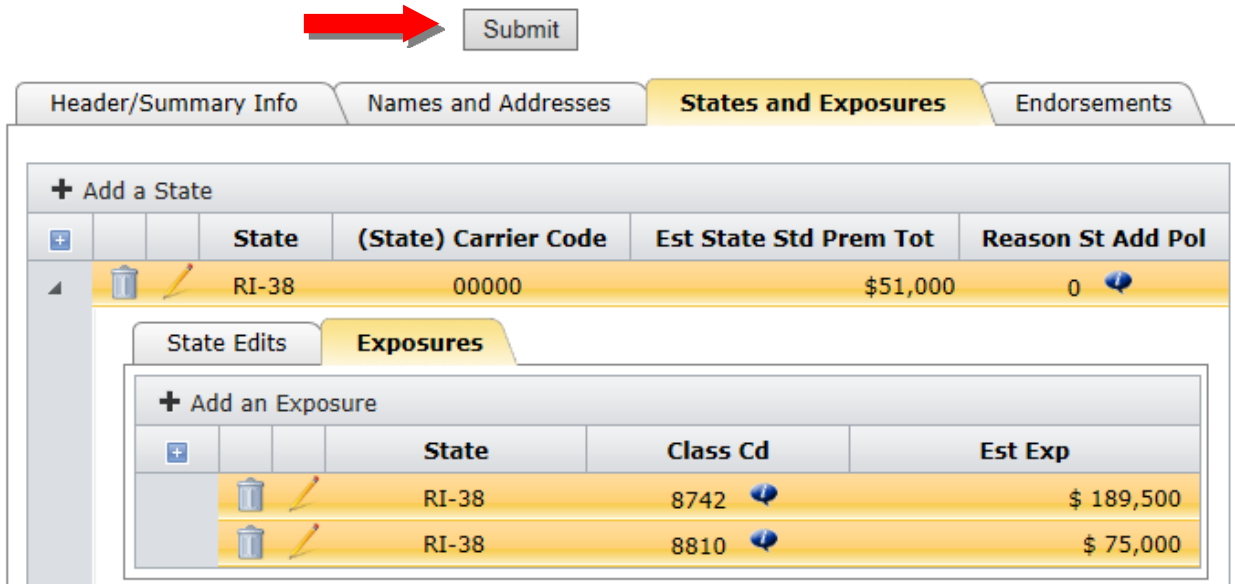 Submit
Header/Summary Info Names and Addresses States and Exposures Endorsements
+ Add a State
State (State) Carrier Code Est State Std Prem Tot Reason St Add Pol
RI-38 00000 $51,000 0
State Edits Exposures
+ Add an Exposure
State Class Cd Est Exp
RI-38 8742 $ 189,500
RI-38 8810 $ 75,000